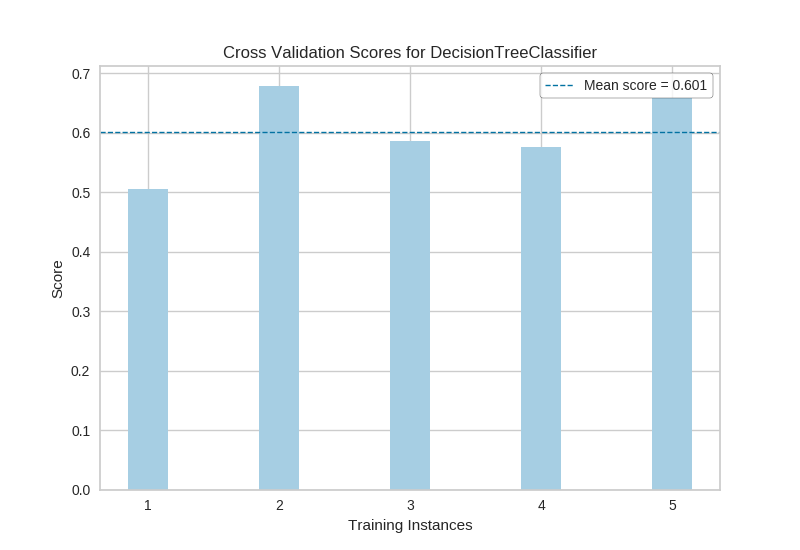 Cross Validation Scores for DecisionTreeClassifier
Mean score = 0.601
0.7
0.6
0.5
0.4
0.3
0.2
0.1
0.0
Score
1 2 3 4 5
Training Instances